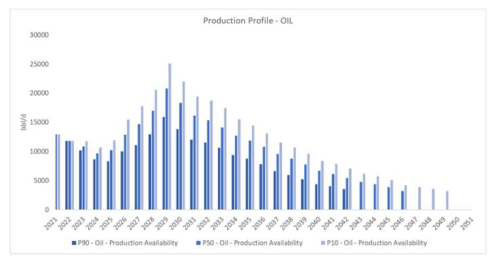 Production Profile - OIL
30000
25000
20000
15000
10000
5000
0
bbl/d
2021 2022 2023 2024 2025 2026 2027 2028 2029 2030 2031 2032 2033 2034 2035 2036 2037 2038 2039 2040 2041 2042 2043 2044 2045 2046 2047 2048 2049 2050 2051
P90 - Oil - Production Availability P50 - Oil - Production Availability P10 - Oil - Production Availability